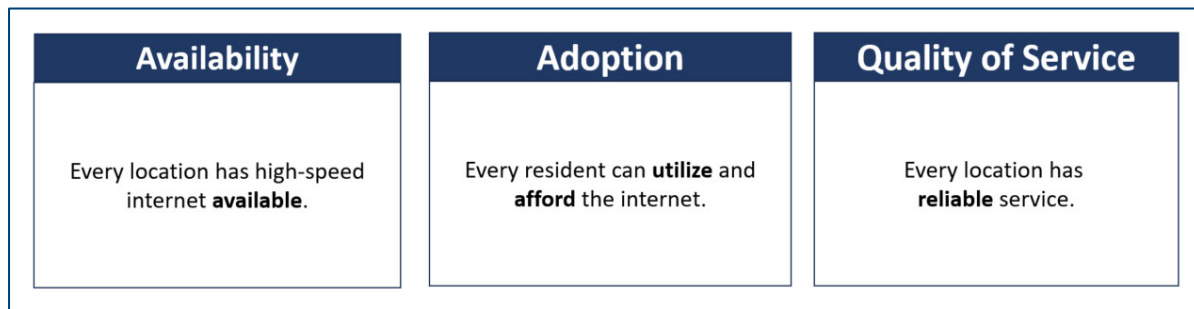 Availability
Every location has high-speed
internet available.
Adoption
Every resident can utilize and
afford the internet.
Quality of Service
Every location has
reliable service.